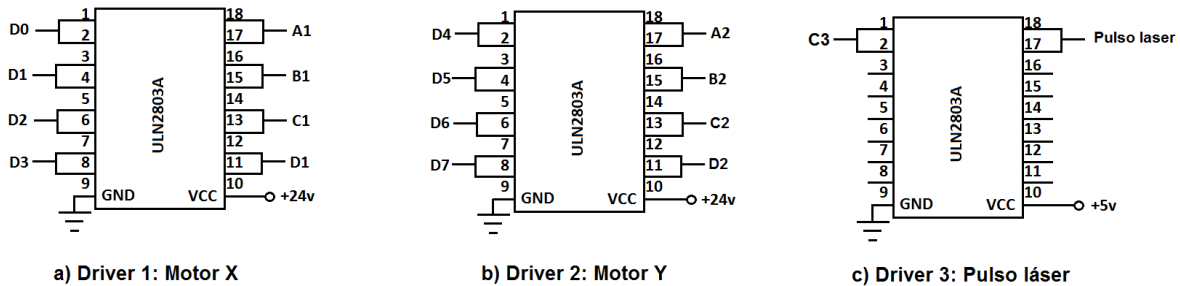 1 18
D0 A1
2 17
3 16
D1 B1
4 15
5 14
D2 C1
6 13
7 12
D3 D1
8 11
9 10
GND VCC +24v
ULN2803A
a) Driver 1: Motor X
1 18
D4 A2
2 17
3 16
D5 B2
4 15
5 14
D6 C2
6 13
7 12
D7 D2
8 11
9 10
GND VCC +24v
ULN2803A
b) Driver 2: Motor Y
1 18
C3 Pulso laser
2 17
3 16
4 15
5 14
6 13
7 12
8 11
9 10
GND VCC +5v
ULN2803A
c) Driver 3: Pulso láser